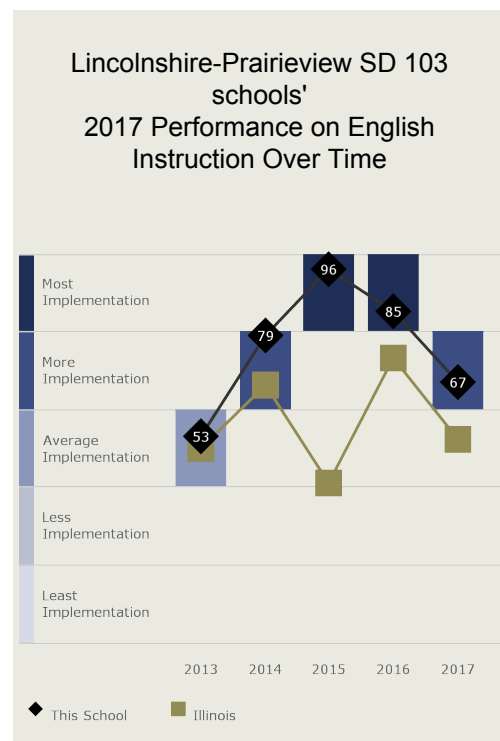 Lincolnshire-Prairieview SD 103
schools'
2017 Performance on English
Instruction Over Time
Most
Implementation
More
Implementation
Average
Implementation
Less
Implementation
Least
Implementation
53
79
96
85
67
2013 2014 2015 2016 2017
This School Illinois